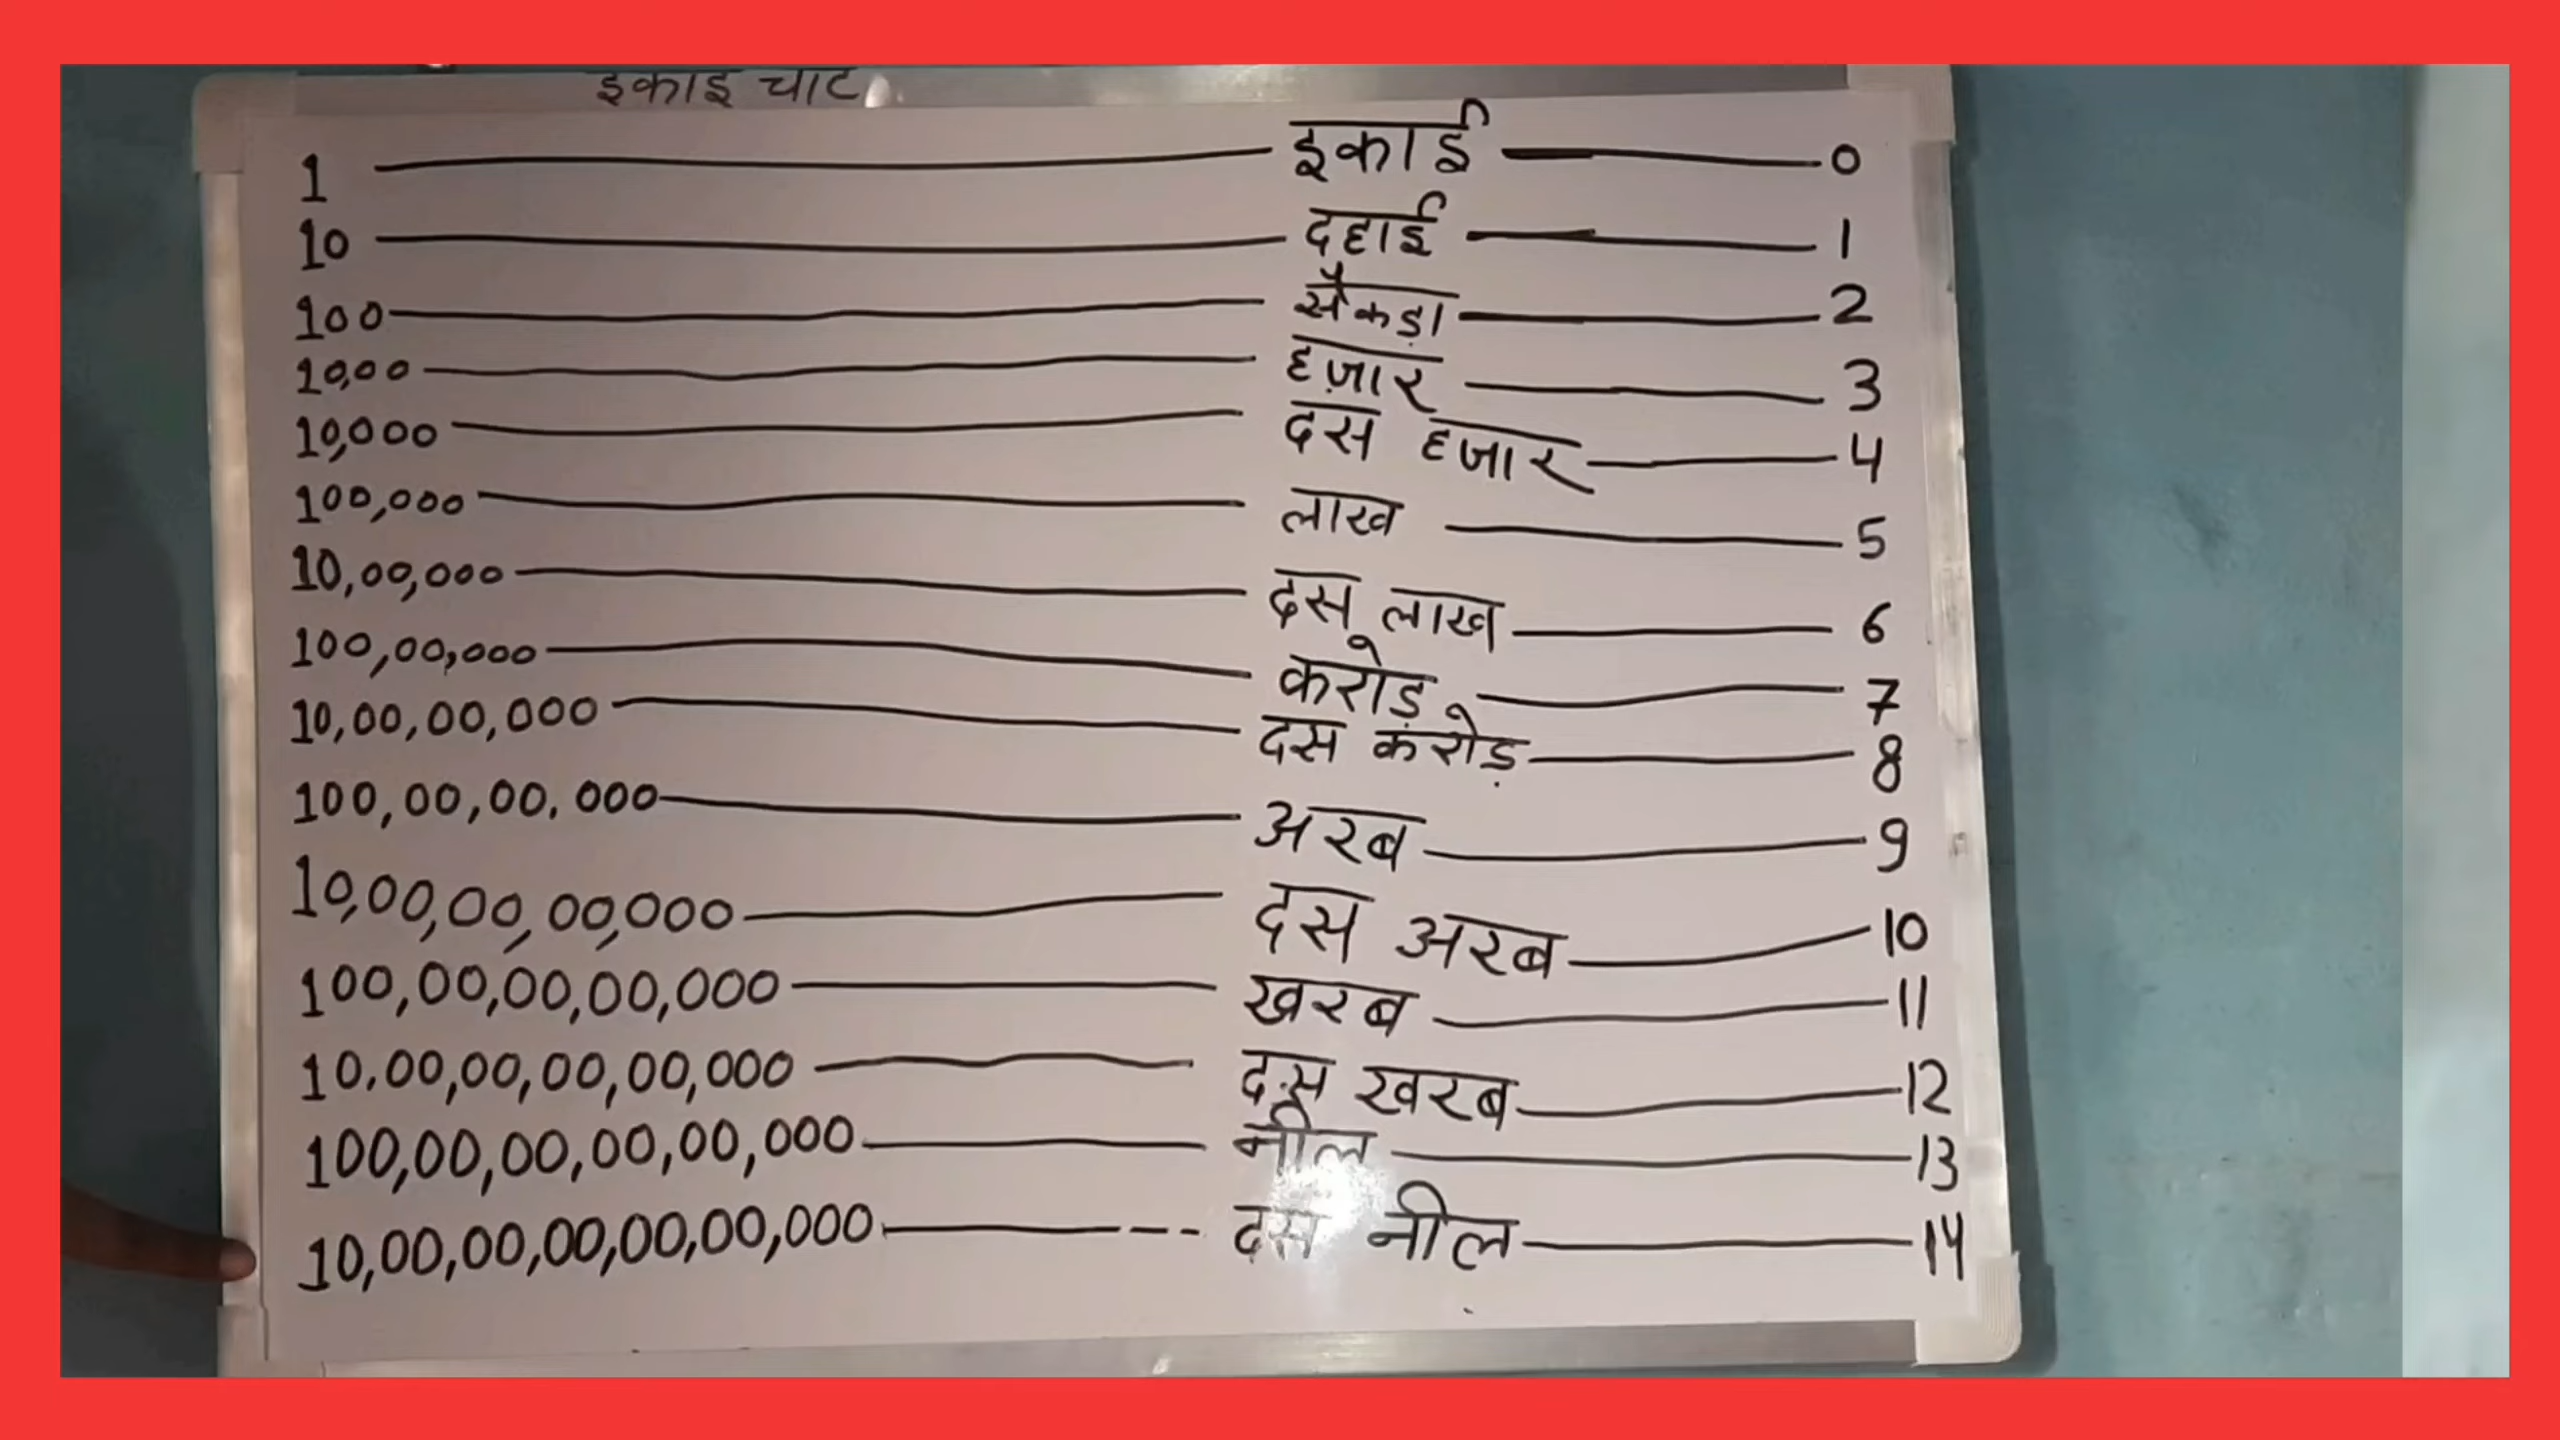 इकाई चार्ट
1 ——— इकाई ——— 0
10 ——— दहाई ——— 1
100 ——— सैकड़ा ——— 2
10,00 ——— हज़ार ——— 3
10,000 ——— दस हजार ——— 4
100,000 ——— लाख ——— 5
10,00,000 ——— दस लाख ——— 6
100,00,000 ——— करोड़ ——— 7
10,00,00,000 ——— दस करोड़ ——— 8
100,00,00,000 ——— अरब ——— 9
10,00,00,00,000 ——— दस अरब ——— 10
100,00,00,00,000 ——— खरब ——— 11
10,00,00,00,00,000 ——— दस खरब ——— 12
100,00,00,00,00,000 ——— नील ——— 13
10,00,00,00,00,00,000 ——— दस नील ——— 14